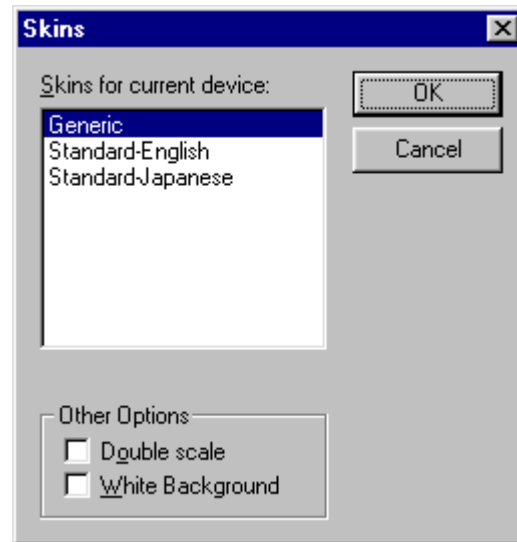 Skins
Skins for current device:
OK
Generic
Standard-English
Cancel
Standard-Japanese
Other Options
Double scale
White Background